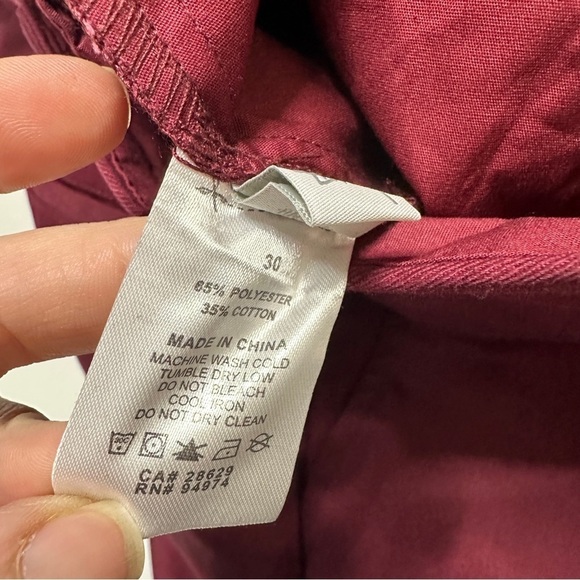 30
65% POLYESTER
35% COTTON
MADE IN CHINA
MACHINE WASH COLD
TUMBLE DRY LOW
DO NOT BLEACH
COOL IRON
DO NOT DRY CLEAN
30C
CA# 28629
RN# 94974